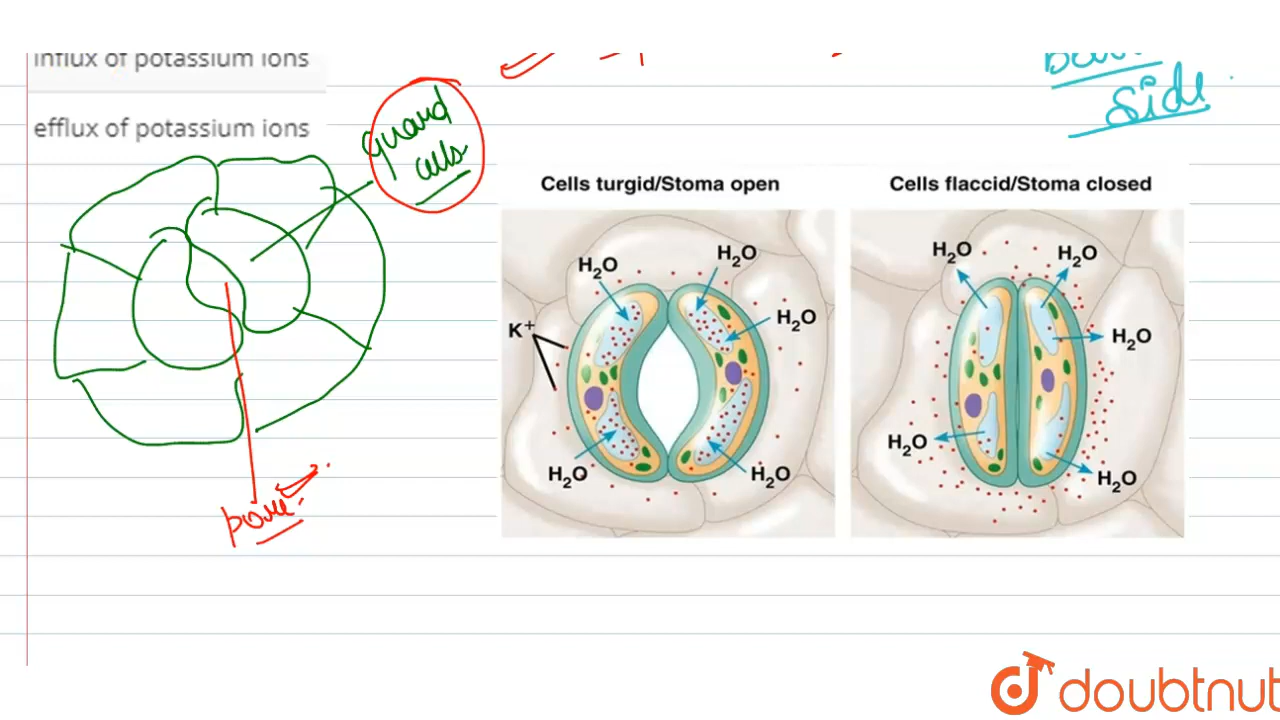 influx of potassium ions
efflux of potassium ions
guard
cells
side
pore
Cells turgid/Stoma open
H₂O
H₂O
H₂O
K⁺
H₂O
H₂O
Cells flaccid/Stoma closed
H₂O
H₂O
H₂O
H₂O
H₂O
doubtnut